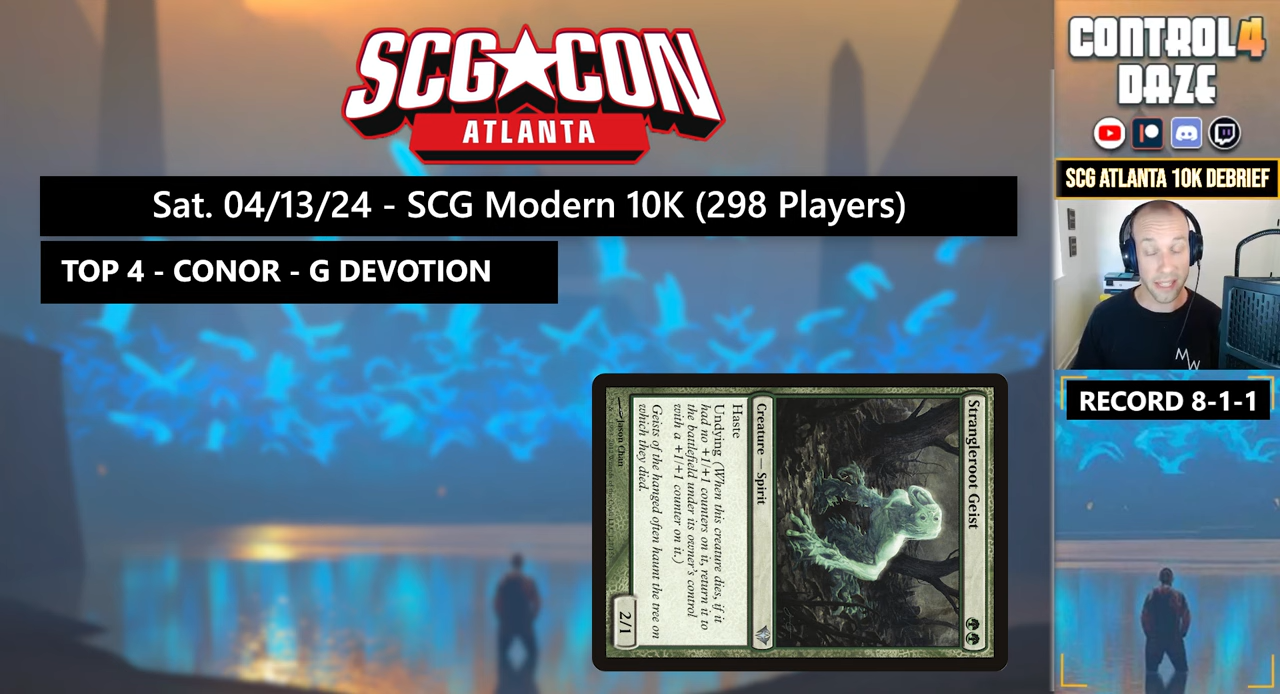 SCG★CON
ATLANTA
Sat. 04/13/24 - SCG Modern 10K (298 Players)
TOP 4 - CONOR - G DEVOTION
Strangleroot Geist
Creature — Spirit
Haste
Undying (When this creature dies, if it
had no +1/+1 counters on it, return it to
the battlefield under its owner's control
with a +1/+1 counter on it.)
Geists of the hanged often haunt the tree on
which they died.
Jason Chan
2/1
CONTROL4
DAZE
SCG ATLANTA 10K DEBRIEF
MW
RECORD 8-1-1